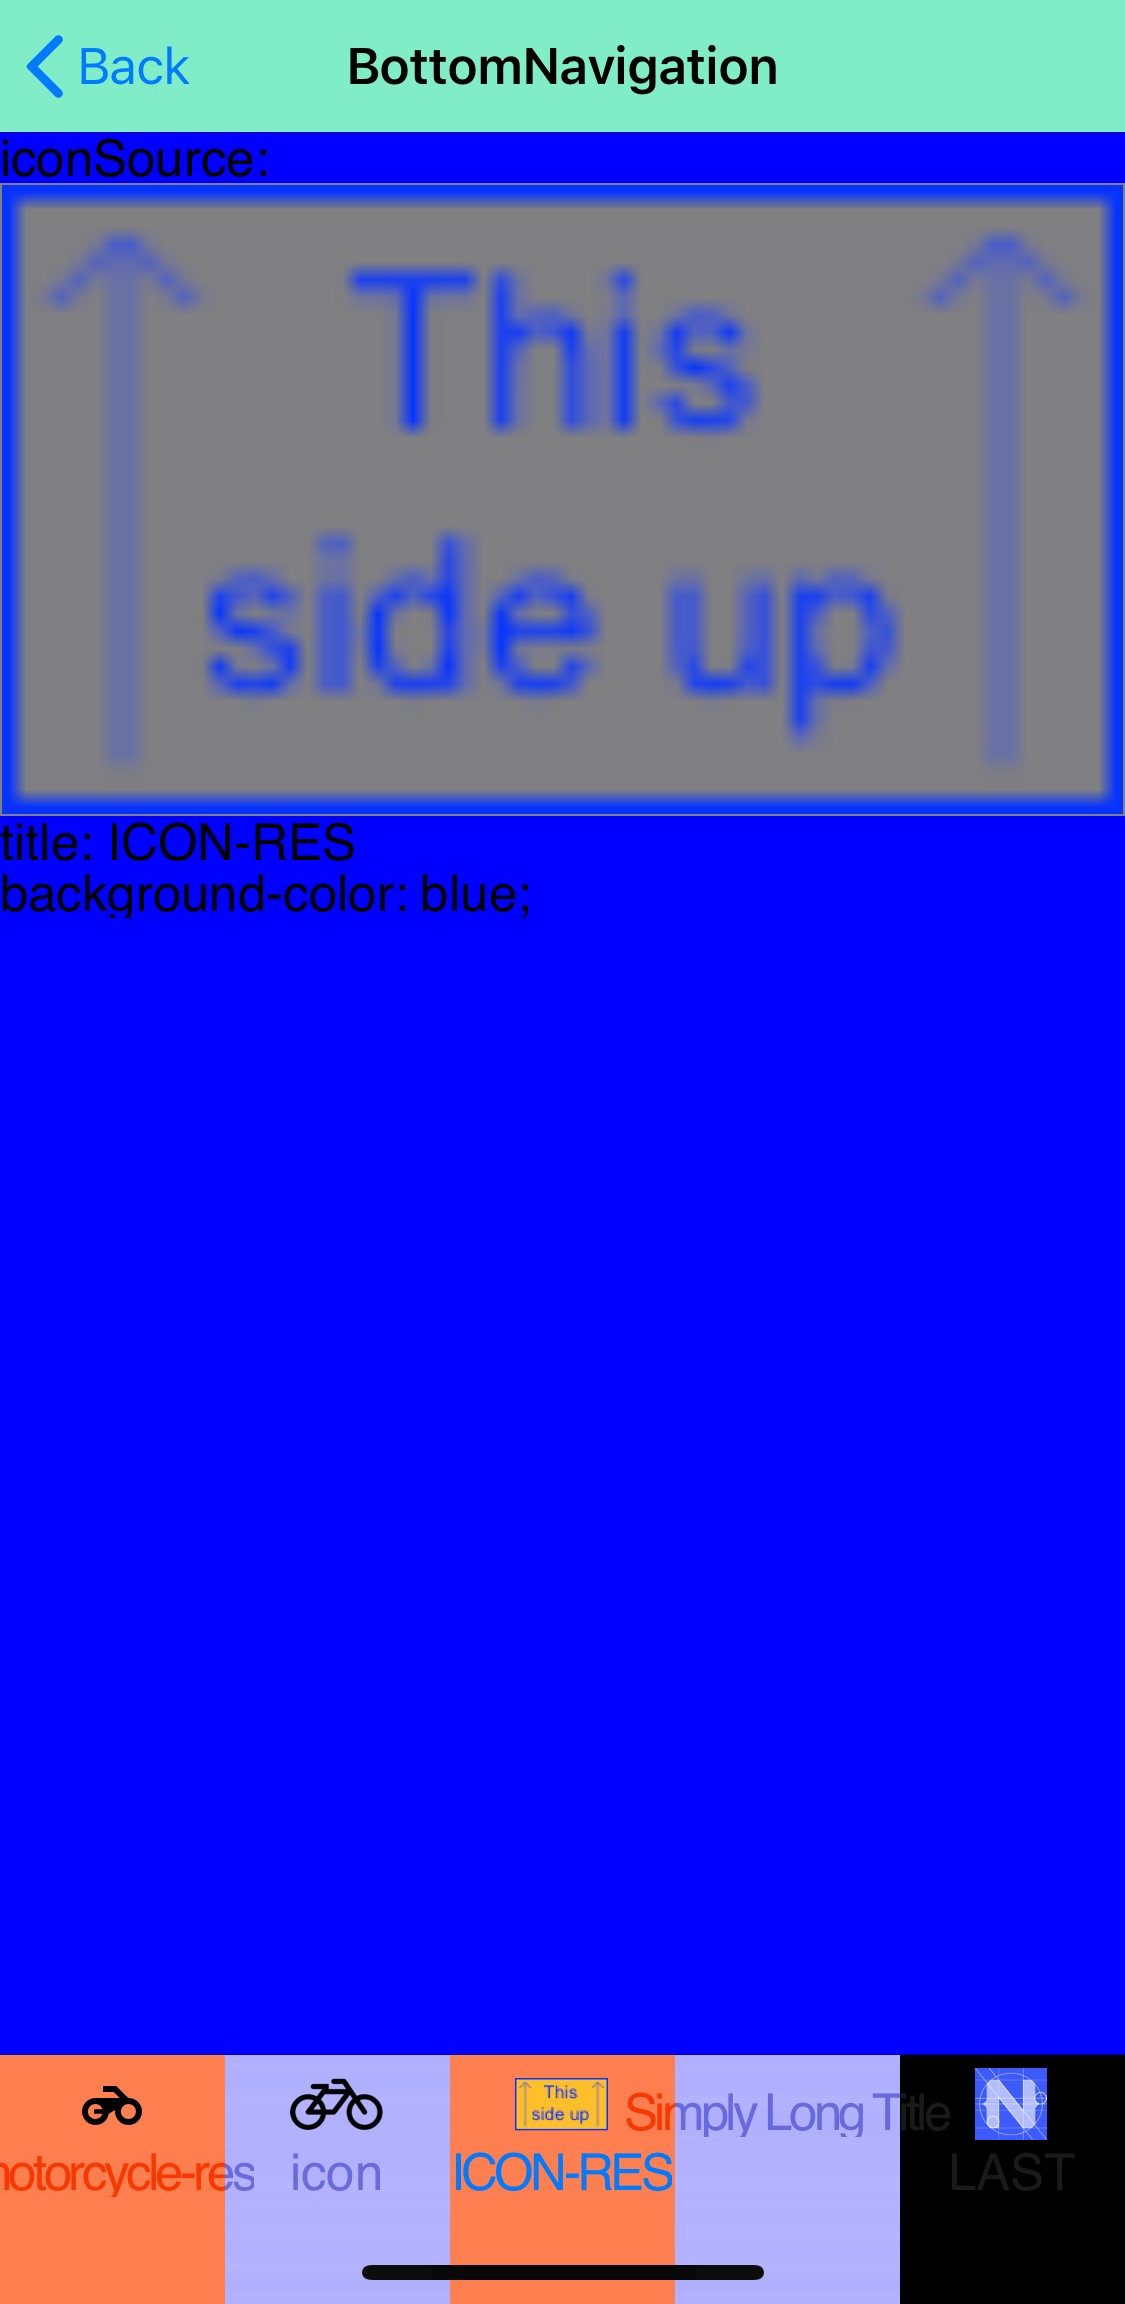 Back
BottomNavigation
iconSource:
This
side up
title: ICON-RES
background-color: blue;
This
side up
Simply Long Title
N
otorcycle-res
icon
ICON-RES
LAST